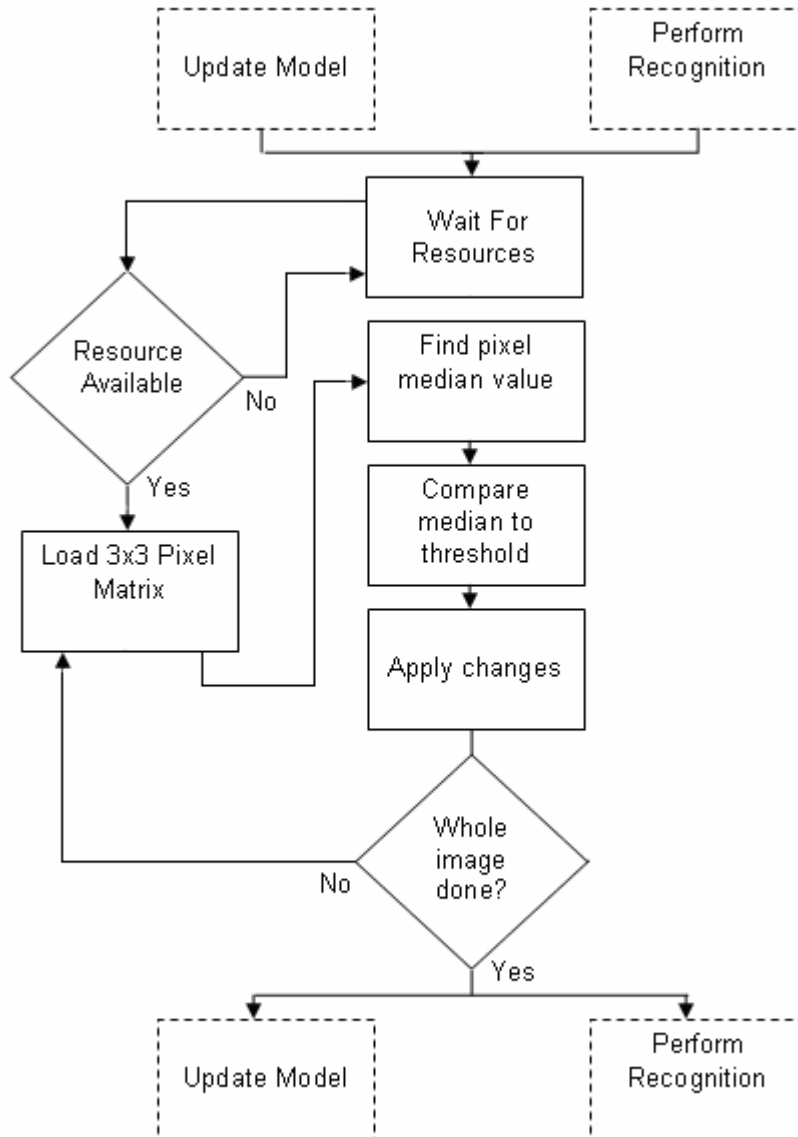 Update Model
Perform
Recognition
Wait For
Resources
Resource
Available
No
Find pixel
median value
Yes
Compare
median to
threshold
Load 3x3 Pixel
Matrix
Apply changes
Whole
image
done?
No
Yes
Update Model
Perform
Recognition